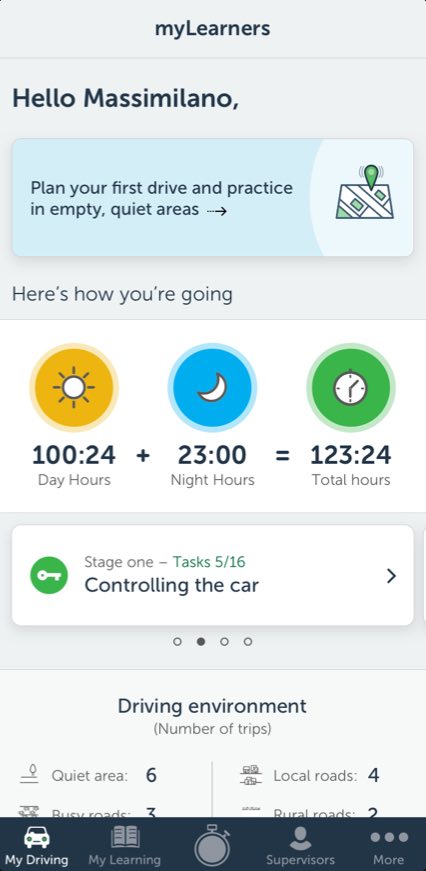 myLearners
Hello Massimilano,
Plan your first drive and practice
in empty, quiet areas ⤍
Here's how you're going
100:24 + 23:00 = 123:24
Day Hours Night Hours Total hours
Stage one – Tasks 5/16
Controlling the car
Driving environment
(Number of trips)
Quiet area: 6 Local roads: 4
Busy roads: 3 Rural roads: 2
My Driving My Learning Supervisors More